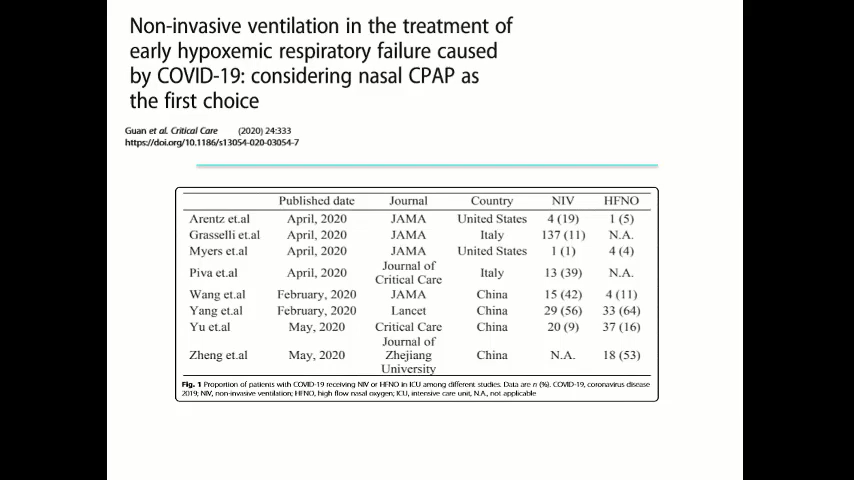 Non-invasive ventilation in the treatment of
early hypoxemic respiratory failure caused
by COVID-19: considering nasal CPAP as
the first choice
Guan et al. Critical Care (2020) 24:333
https://doi.org/10.1186/s13054-020-03054-7
Published date Journal Country NIV HFNO
Arentz et.al April, 2020 JAMA United States 4 (19) 1 (5)
Grasselli et.al April, 2020 JAMA Italy 137 (11) N.A.
Myers et.al April, 2020 JAMA United States 1 (1) 4 (4)
Piva et.al April, 2020 Journal of Critical Care Italy 13 (39) N.A.
Wang et.al February, 2020 JAMA China 15 (42) 4 (11)
Yang et.al February, 2020 Lancet China 29 (56) 33 (64)
Yu et.al May, 2020 Critical Care China 20 (9) 37 (16)
Zheng et.al May, 2020 Journal of Zhejiang University China N.A. 18 (53)
Fig. 1 Proportion of patients with COVID-19 receiving NIV or HFNO in ICU among different studies. Data are n (%). COVID-19, coronavirus disease
2019; NIV, non-invasive ventilation; HFNO, high flow nasal oxygen; ICU, intensive care unit, N.A., not applicable